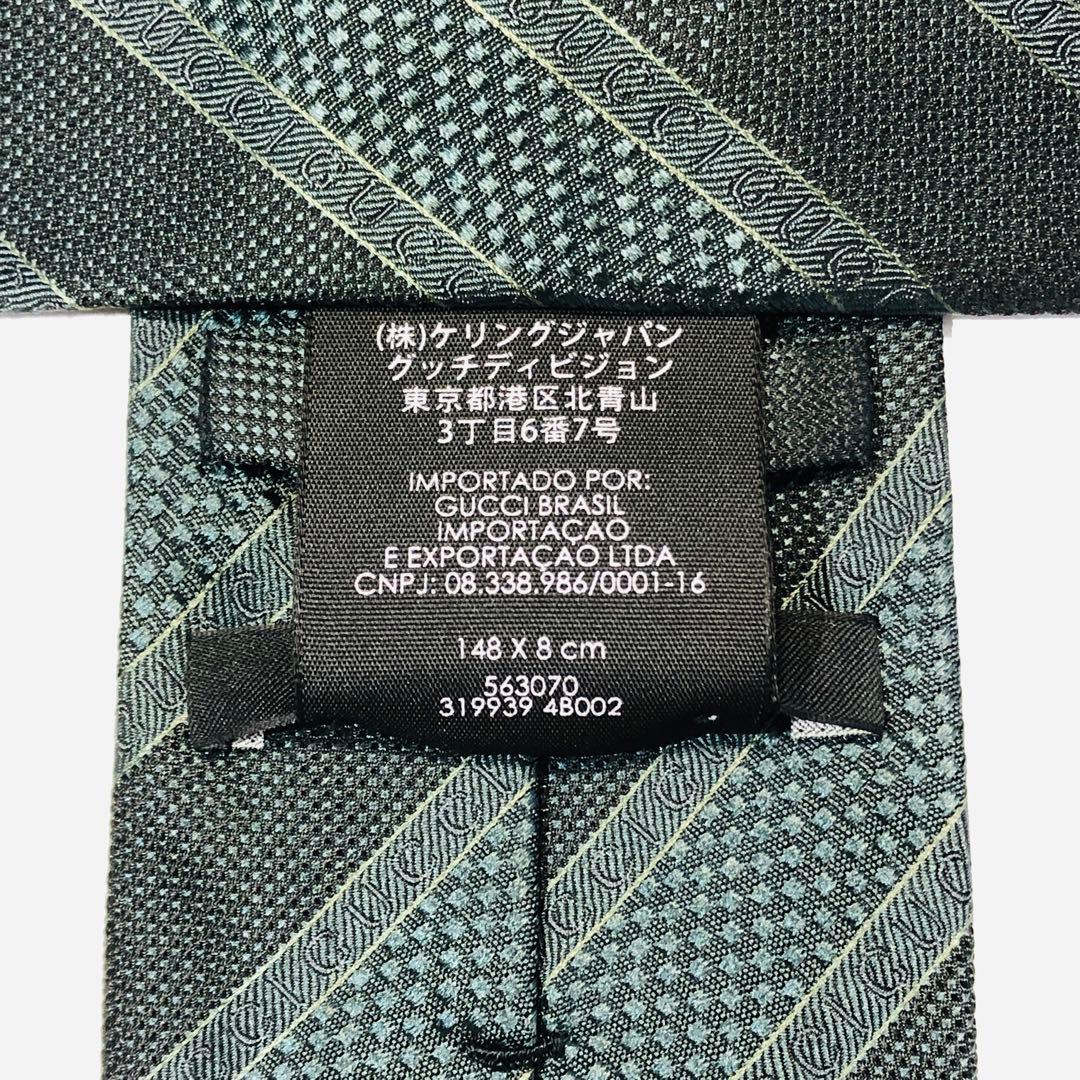 (株)ケリングジャパン
グッチディビジョン
東京都港区北青山
3丁目6番7号
IMPORTADO POR:
GUCCI BRASIL
IMPORTAÇAO
E EXPORTAÇAO LTDA
CNPJ: 08.338.986/0001-16
148 X 8 cm
563070
319939 4B002